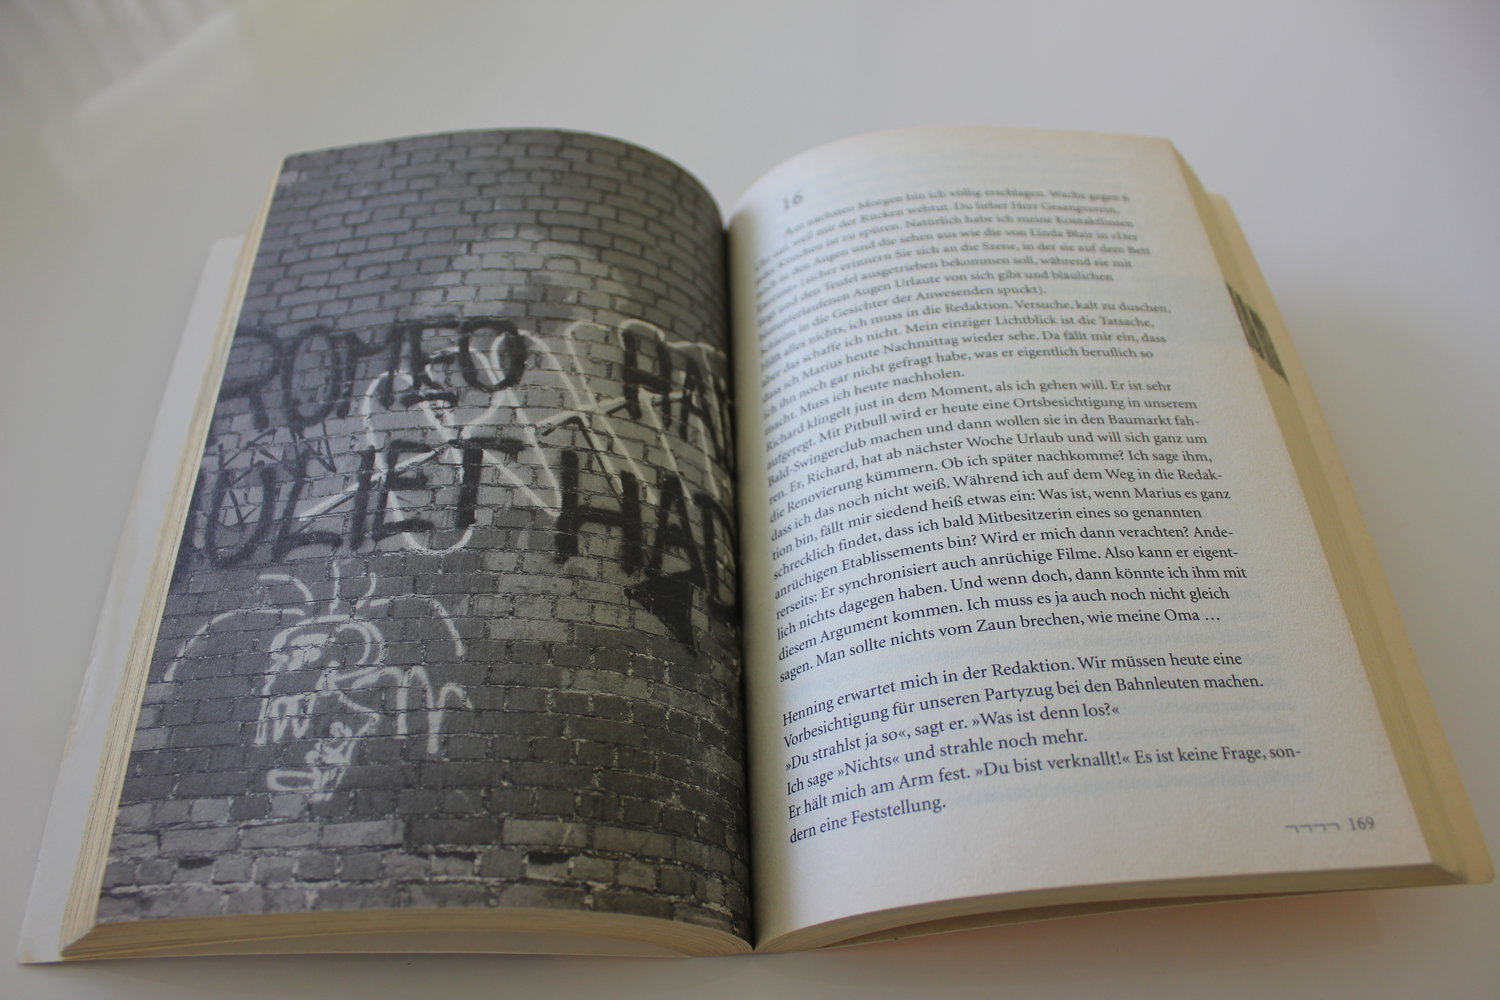 ROMEO HA
JULIET HAD
16
Am nächsten Morgen bin ich völlig erschlagen. Wache gegen 8
Uhr auf, weil mir der Rücken wehtut. Du lieber Herr Gesangverein,
jeder Knochen ist zu spüren. Natürlich habe ich meine Kontaktlinsen
noch in den Augen und die sehen aus wie die von Linda Blair in »Der
Exorzist« (sicher erinnern Sie sich an die Szene, in der sie auf dem Bett
liegt und den Teufel ausgetrieben bekommen soll, während sie mit
blutunterlaufenen Augen Urlaute von sich gibt und bläulichen
Schleim in die Gesichter der Anwesenden spuckt).
Hilft alles nichts, ich muss in die Redaktion. Versuche, kalt zu duschen,
aber das schaffe ich nicht. Mein einziger Lichtblick ist die Tatsache,
dass ich Marius heute Nachmittag wieder sehe. Da fällt mir ein, dass
ich ihn noch gar nicht gefragt habe, was er eigentlich beruflich so
macht. Muss ich heute nachholen.
Richard klingelt just in dem Moment, als ich gehen will. Er ist sehr
aufgeregt. Mit Pitbull wird er heute eine Ortsbesichtigung in unserem
Bald-Swingerclub machen und dann wollen sie in den Baumarkt fah-
ren. Er, Richard, hat ab nächster Woche Urlaub und will sich ganz um
die Renovierung kümmern. Ob ich später nachkomme? Ich sage ihm,
dass ich das noch nicht weiß. Während ich auf dem Weg in die Redak-
tion bin, fällt mir siedend heiß etwas ein: Was ist, wenn Marius es ganz
schrecklich findet, dass ich bald Mitbesitzerin eines so genannten
anrüchigen Etablissements bin? Wird er mich dann verachten? Ande-
rerseits: Er synchronisiert auch anrüchige Filme. Also kann er eigent-
lich nichts dagegen haben. Und wenn doch, dann könnte ich ihm mit
diesem Argument kommen. Ich muss es ja auch noch nicht gleich
sagen. Man sollte nichts vom Zaun brechen, wie meine Oma …
Henning erwartet mich in der Redaktion. Wir müssen heute eine
Vorbesichtigung für unseren Partyzug bei den Bahnleuten machen.
»Du strahlst ja so«, sagt er. »Was ist denn los?«
Ich sage »Nichts« und strahle noch mehr.
Er hält mich am Arm fest. »Du bist verknallt!« Es ist keine Frage, son-
dern eine Feststellung.
169